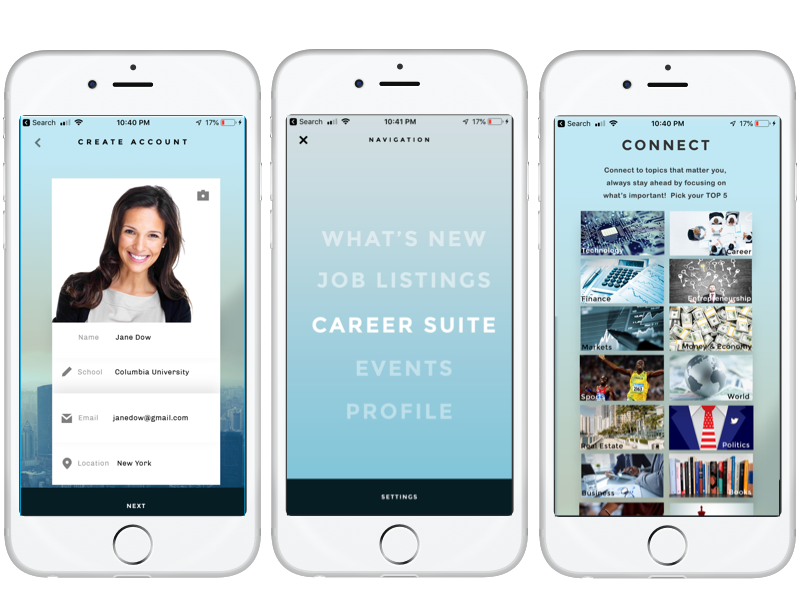 Search 10:40 PM 17%
CREATE ACCOUNT
Name Jane Dow
School Columbia University
Email janedow@gmail.com
Location New York
NEXT
Search 10:41 PM 17%
NAVIGATION
WHAT'S NEW
JOB LISTINGS
CAREER SUITE
EVENTS
PROFILE
SETTINGS
Search 10:40 PM 17%
CONNECT
Connect to topics that matter you,
always stay ahead by focusing on
what's important! Pick your TOP 5
Technology Career
Finance Entrepreneurship
Markets Money & Economy
Sport World
Real Estate Politics
Business Books